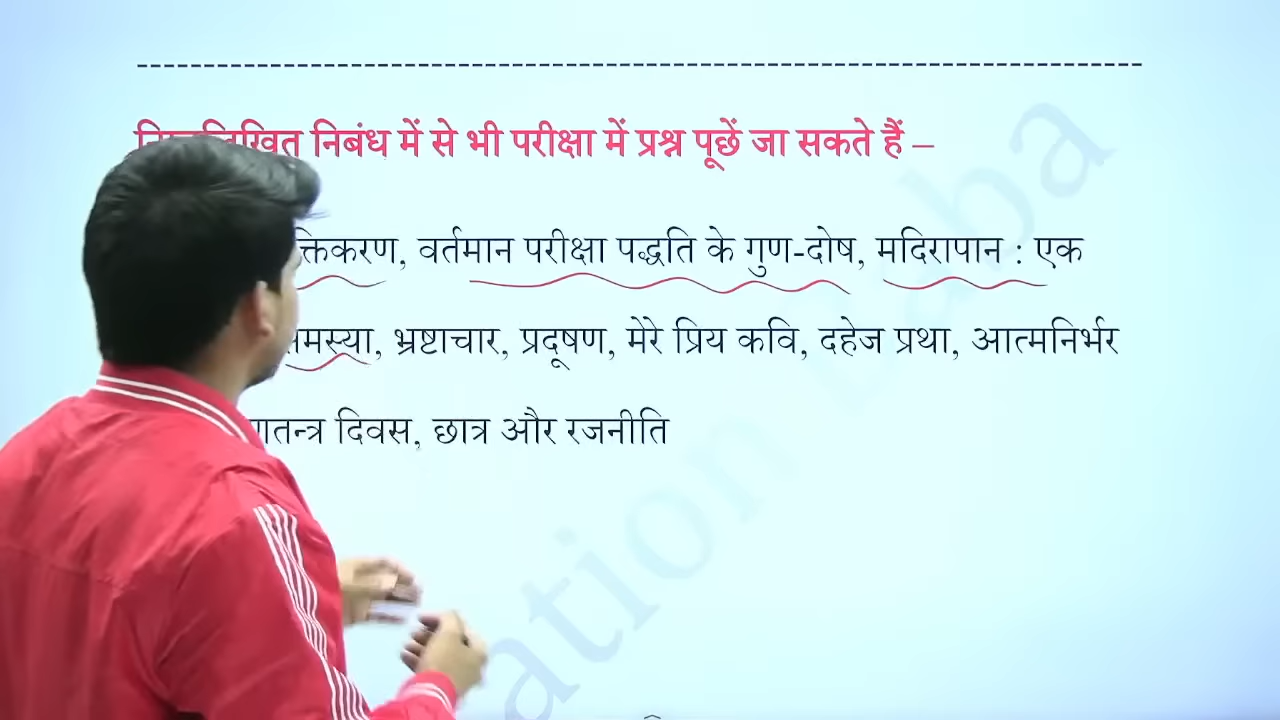 निबंध में से भी परीक्षा में प्रश्न पूछें जा सकते हैं –
वर्तमान परीक्षा पद्धति के गुण-दोष, मदिरापान : एक
समस्या, भ्रष्टाचार, प्रदूषण, मेरे प्रिय कवि, दहेज प्रथा, आत्मनिर्भर
दिवस, छात्र और रजनीति